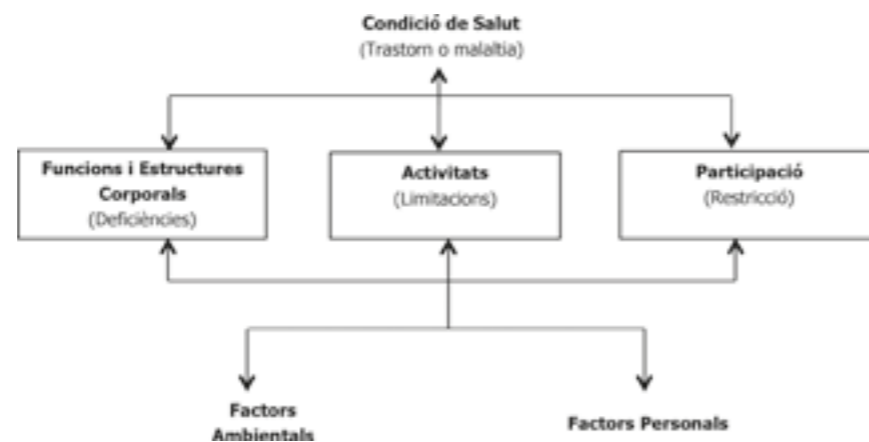 Condició de Salut
(Trastorn o malaltia)
Funcions i Estructures
Corporals
(Deficiències)
Activitats
(Limitacions)
Participació
(Restricció)
Factors
Ambientals
Factors Personals